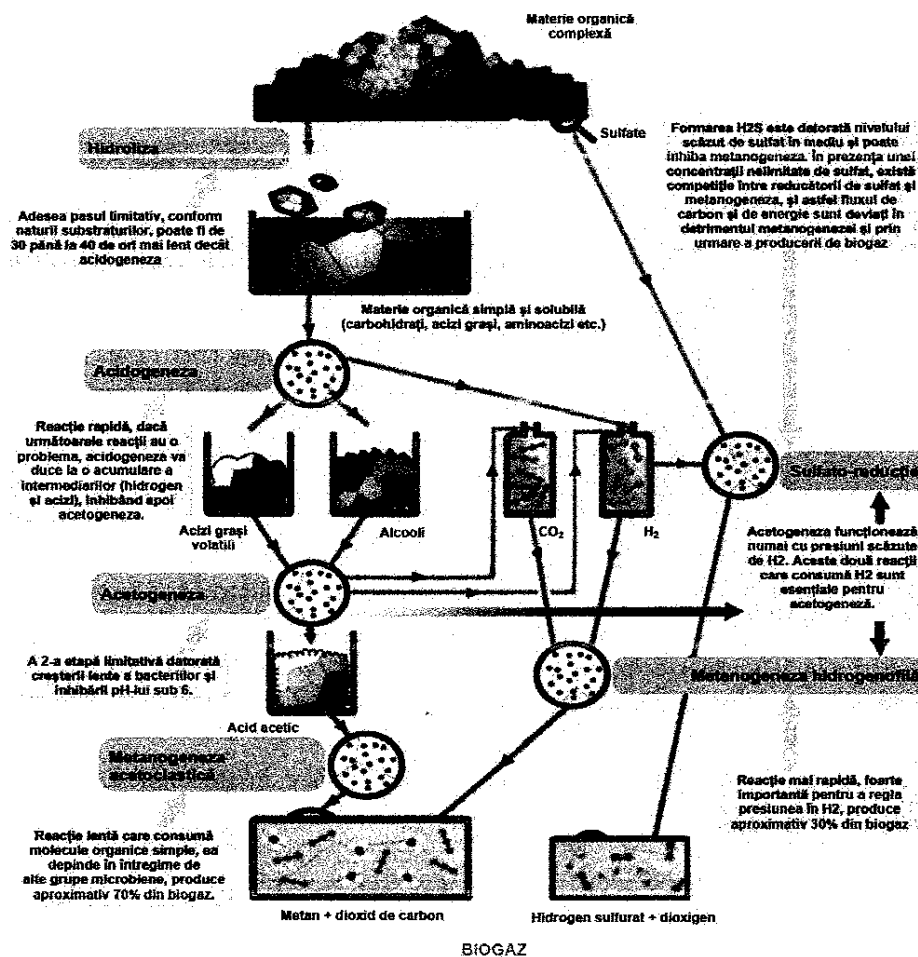 Materie organică
complexă
Sulfate
Hidroliza
Formarea H2S este datorată nivelului
scăzut de sulfat în mediu și poate
inhiba metanogeneza. În prezența unei
concentrații nelimitate de sulfat, există
competiție între reducătorii de sulfat și
metanogeneza, și astfel fluxul de
carbon și de energie sunt deviați în
detrimentul metanogenezei și prin
urmare a producerii de biogaz
Adesea pasul limitativ, conform
naturii substraturilor, poate fi de
30 până la 40 de ori mai lent decât
acidogeneza
Materie organică simplă și solubilă
(carbohidrați, acizi grași, aminoacizi etc.)
Acidogeneza
Reacție rapidă, dacă
următoarele reacții au o
problema, acidogeneza va
duce la o acumulare a
intermediarilor (hidrogen
și acizi), inhibând apoi
acetogeneza.
Acizi grași
volatili
Alcooli
CO2
H2
Sulfato-reducție
Acetogeneza funcționează
numai cu presiuni scăzute
de H2. Aceste două reacții
care consumă H2 sunt
esențiale pentru
acetogeneză.
Acetogeneza
A 2-a etapă limitativă datorată
creșterii lente a bacteriilor și
inhibării pH-lui sub 6.
Acid acetic
Metanogeneza hidrogenofilă
Metanogeneza
acetoclastică
Reacție mai rapidă, foarte
importantă pentru a regla
presiunea în H2, produce
aproximativ 30% din biogaz
Reacție lentă care consumă
molecule organice simple, ea
depinde în întregime de
alte grupe microbiene, produce
aproximativ 70% din biogaz.
Metan + dioxid de carbon
Hidrogen sulfurat + dioxigen
BIOGAZ